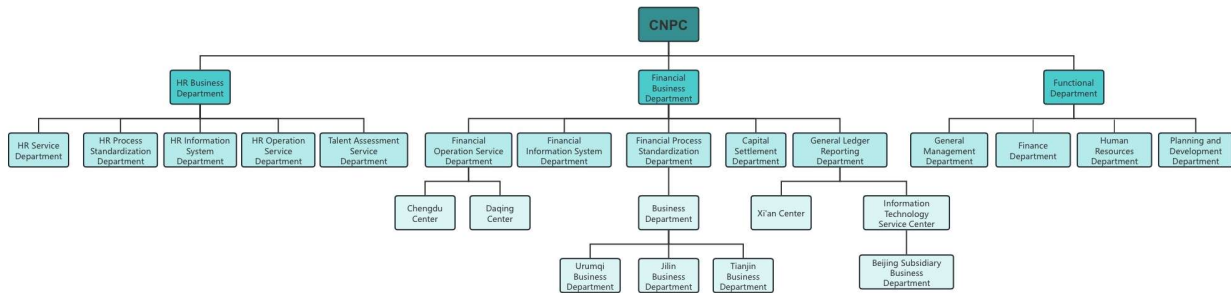 CNPC
HR Business
Department
Financial
Business
Department
Functional
Department
HR Service
Department
HR Process
Standardization
Department
HR Information
System
Department
HR Operation
Service
Department
Talent Assessment
Service
Department
Financial
Operation Service
Department
Financial
Information System
Department
Financial Process
Standardization
Department
Capital
Settlement
Department
General Ledger
Reporting
Department
General
Management
Department
Finance
Department
Human
Resources
Department
Planning and
Development
Department
Chengdu
Center
Daqing
Center
Business
Department
Xi'an Center
Information
Technology
Service Center
Urumqi
Business
Department
Jilin
Business
Department
Tianjin
Business
Department
Beijing Subsidiary
Business
Department